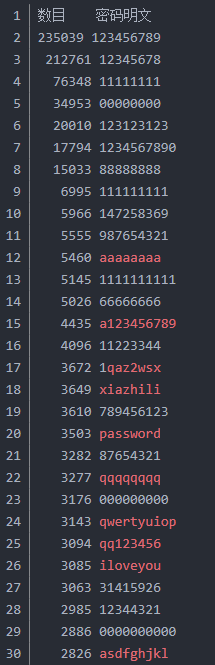 1 数目 密码明文
2 235039 123456789
3 212761 12345678
4 76348 11111111
5 34953 00000000
6 20010 123123123
7 17794 1234567890
8 15033 88888888
9 6995 111111111
10 5966 147258369
11 5555 987654321
12 5460 aaaaaaaa
13 5145 1111111111
14 5026 66666666
15 4435 a123456789
16 4096 11223344
17 3672 1qaz2wsx
18 3649 xiazhili
19 3610 789456123
20 3503 password
21 3282 87654321
22 3277 qqqqqqqq
23 3176 000000000
24 3143 qwertyuiop
25 3094 qq123456
26 3085 iloveyou
27 3063 31415926
28 2985 12344321
29 2886 0000000000
30 2826 asdfghjkl